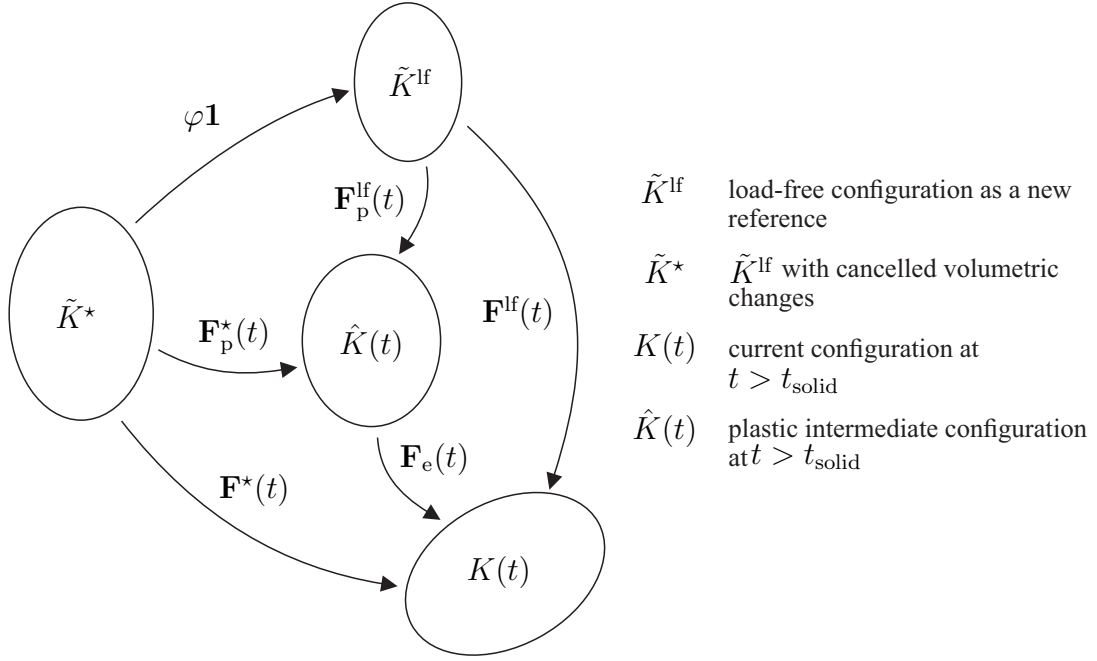 K̃^lf
φ1
F_p^lf(t)
K̃^⋆
F_p^⋆(t)
K̂(t)
F^lf(t)
F_e(t)
F^⋆(t)
K(t)
K̃^lf load-free configuration as a new
reference
K̃^⋆ K̃^lf with cancelled volumetric
changes
K(t) current configuration at
t > t_solid
K̂(t) plastic intermediate configuration
at t > t_solid